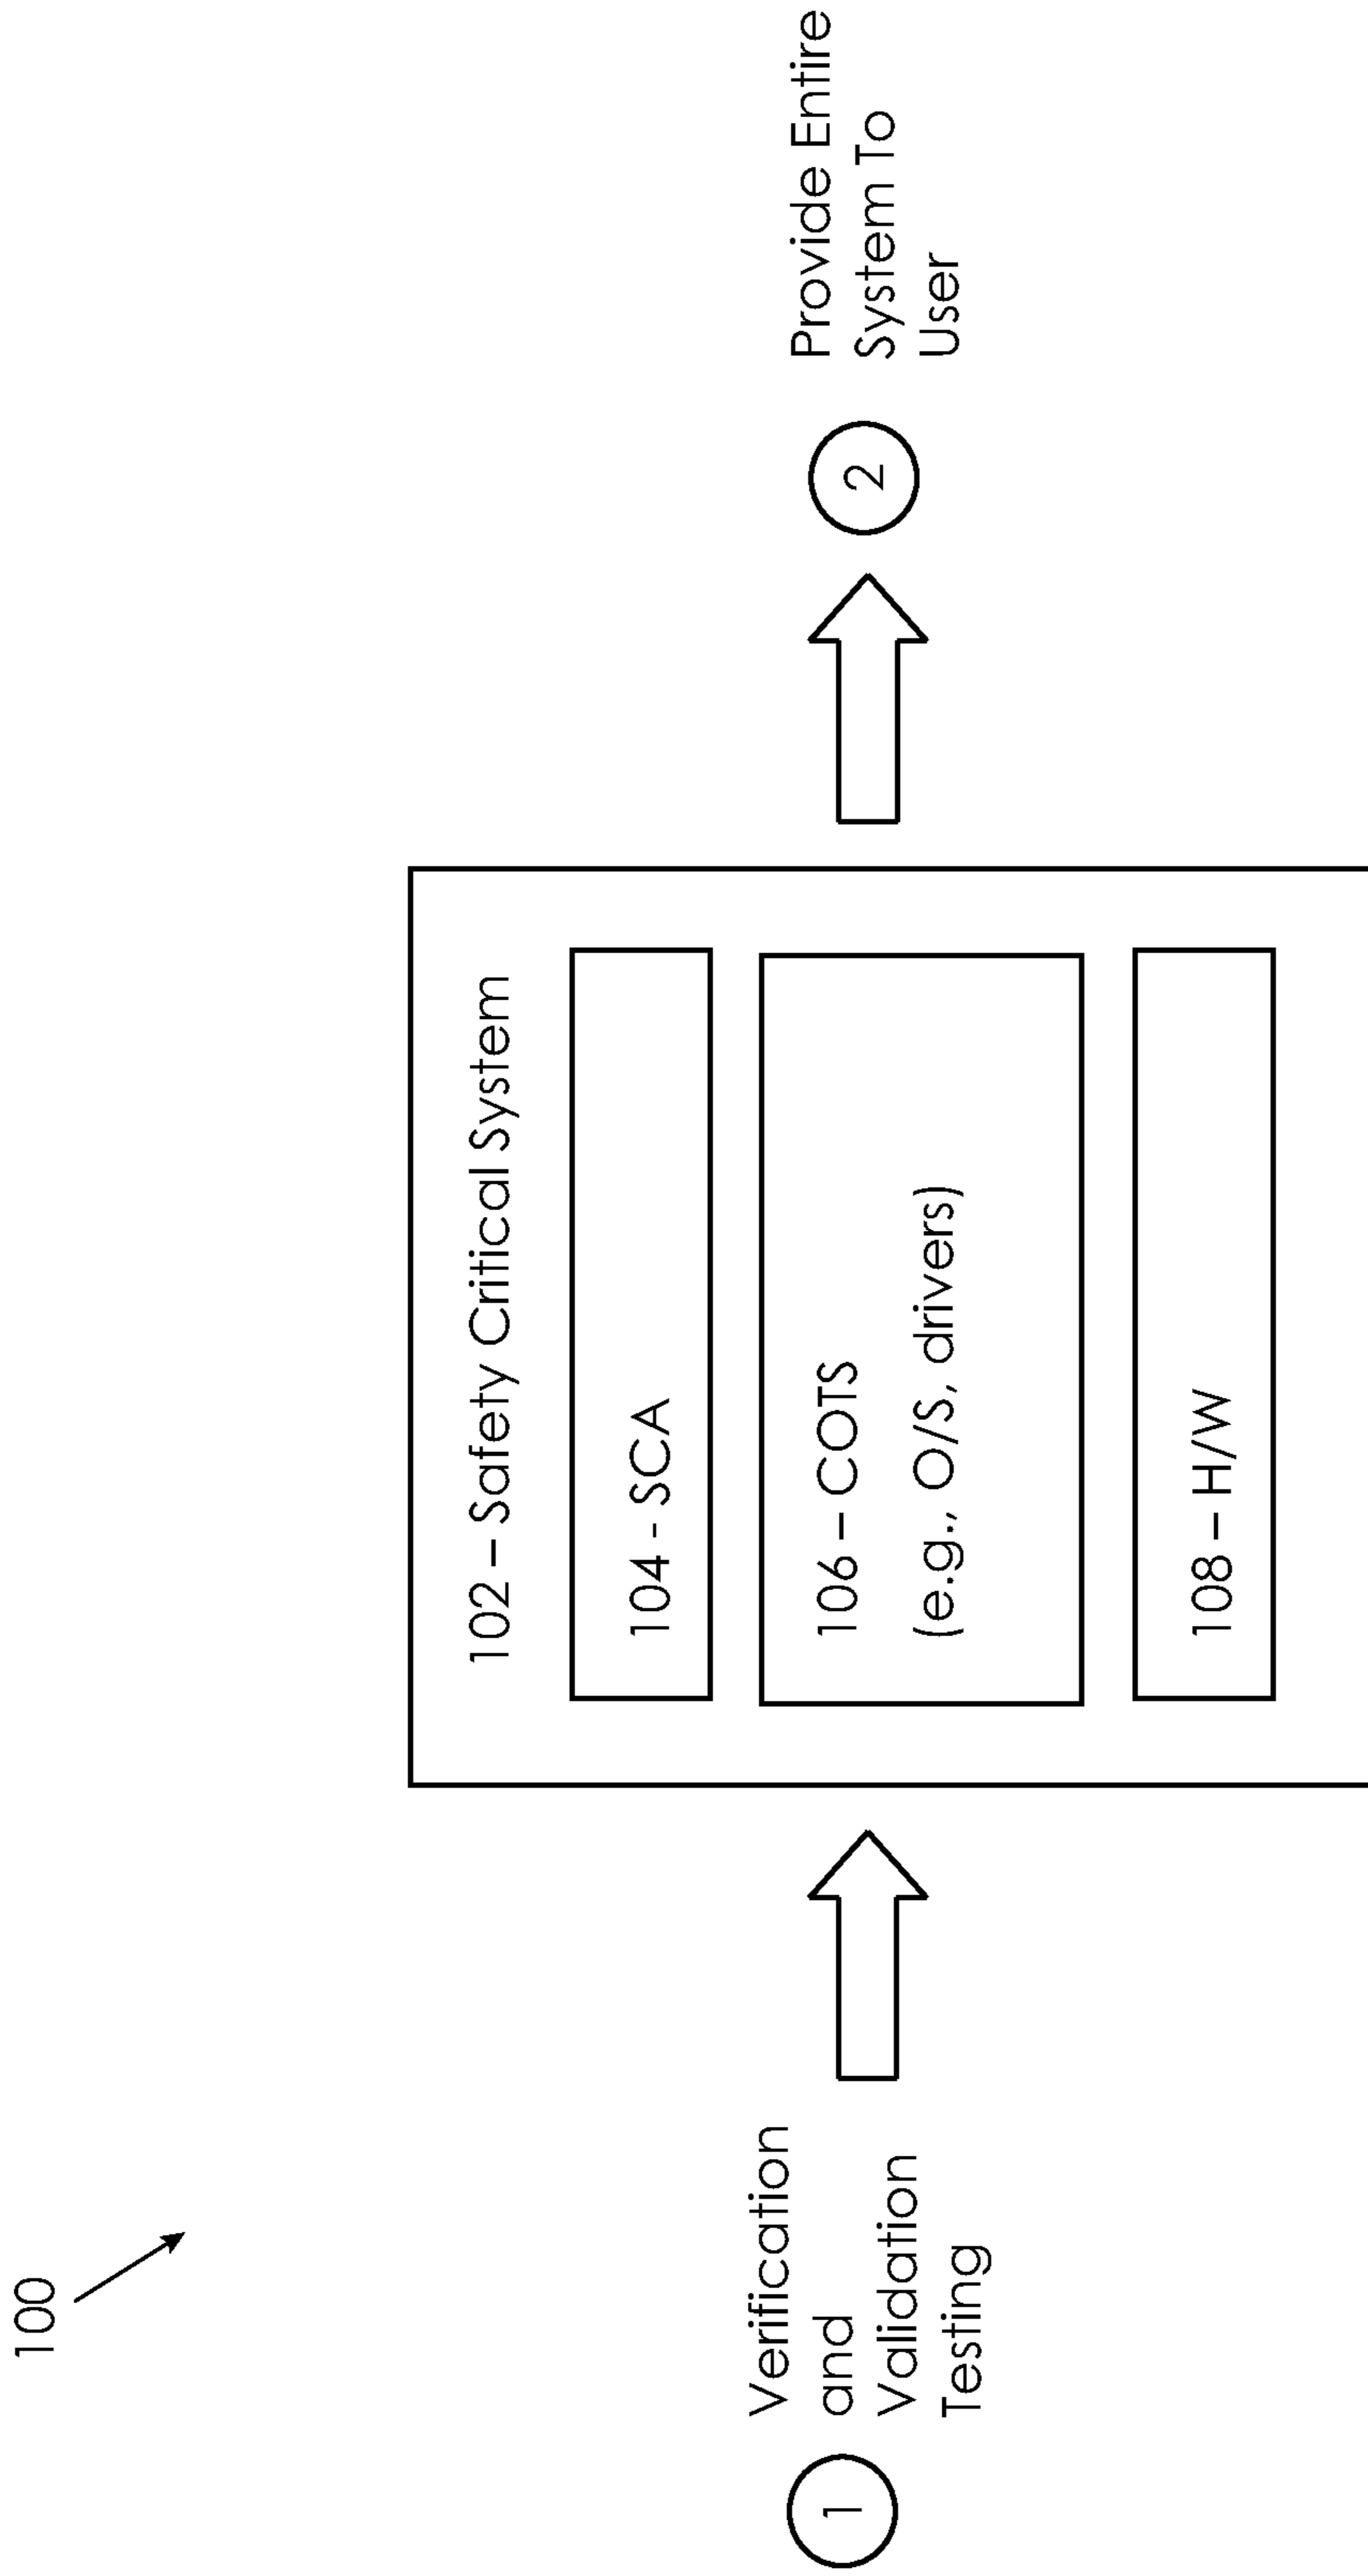 100
1
Verification
and
Validation
Testing
102 – Safety Critical System
104 - SCA
106 – COTS
(e.g., O/S, drivers)
108 – H/W
2
Provide Entire
System To
User